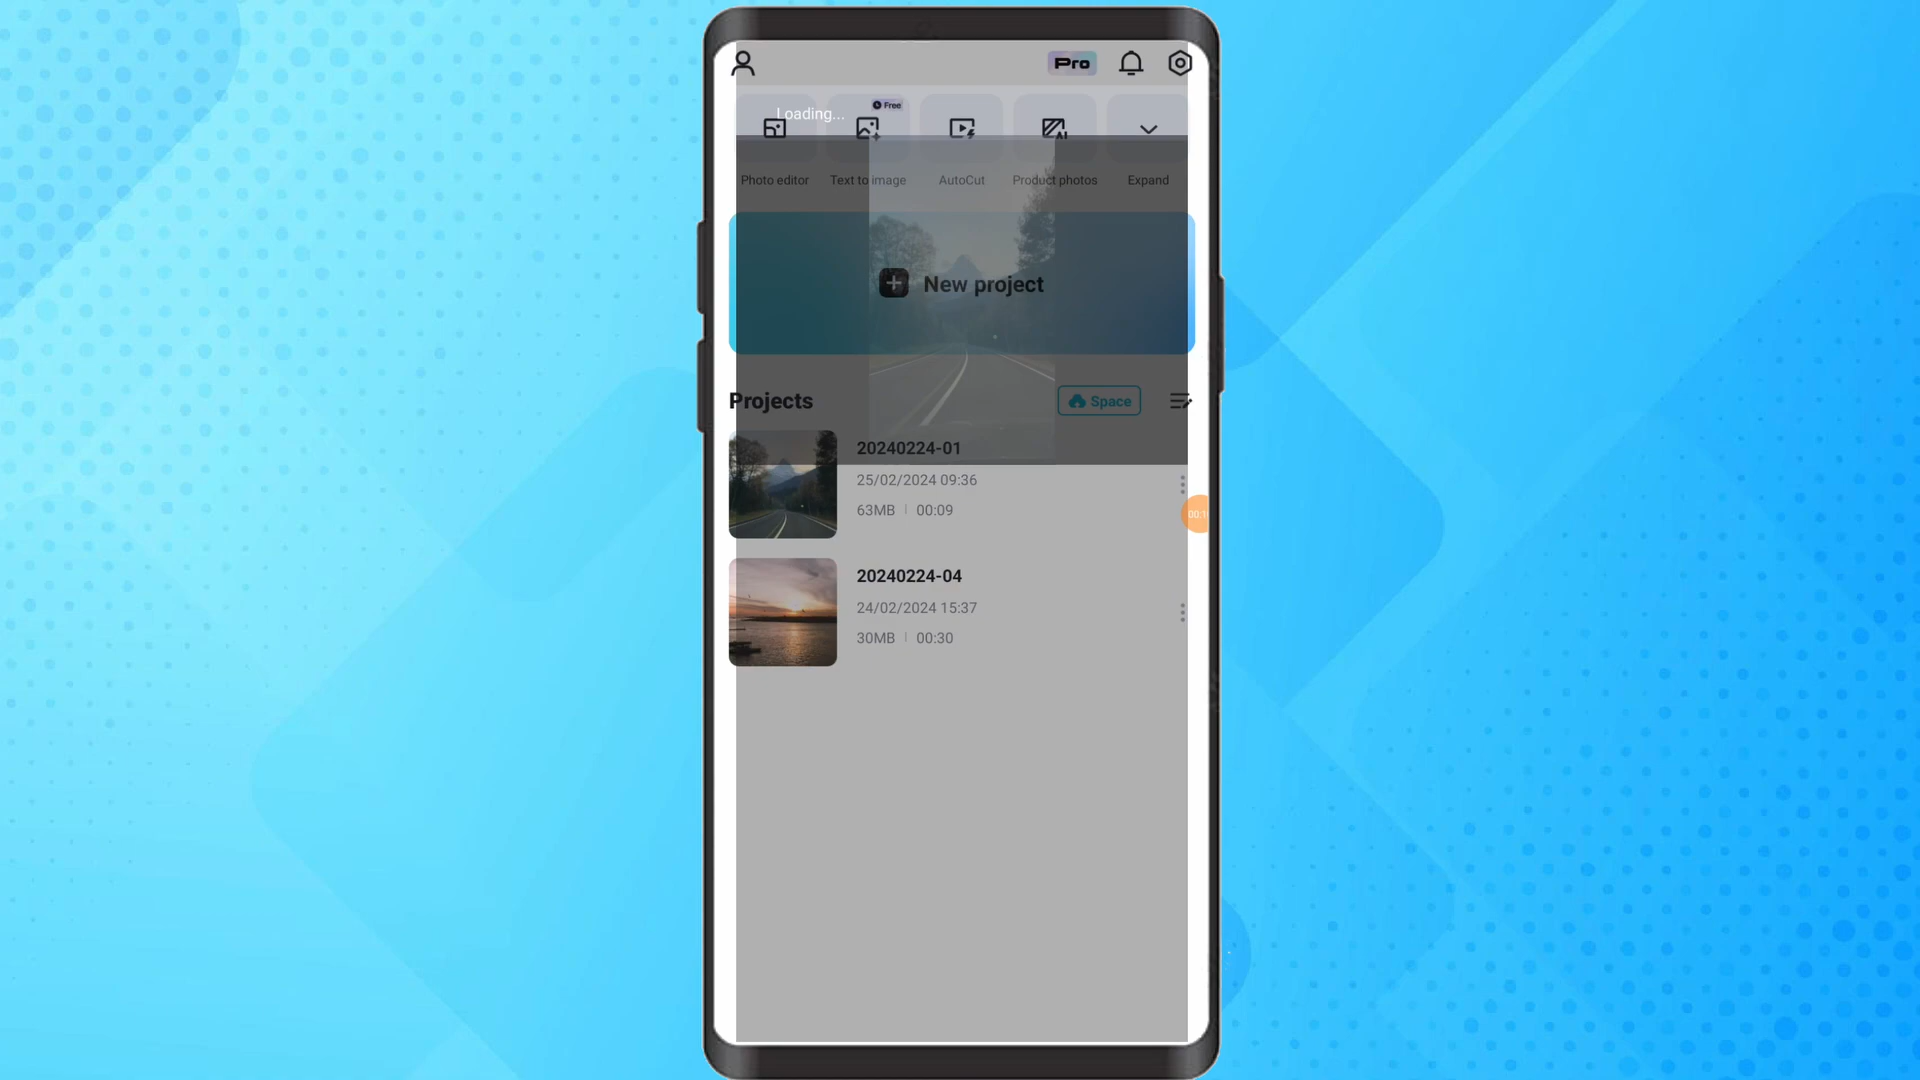 Pro
Loading...
Free
Photo editor
Text to image
AutoCut
Product photos
Expand
New project
Projects
Space
20240224-01
25/02/2024 09:36
63MB
00:09
20240224-04
24/02/2024 15:37
30MB
00:30